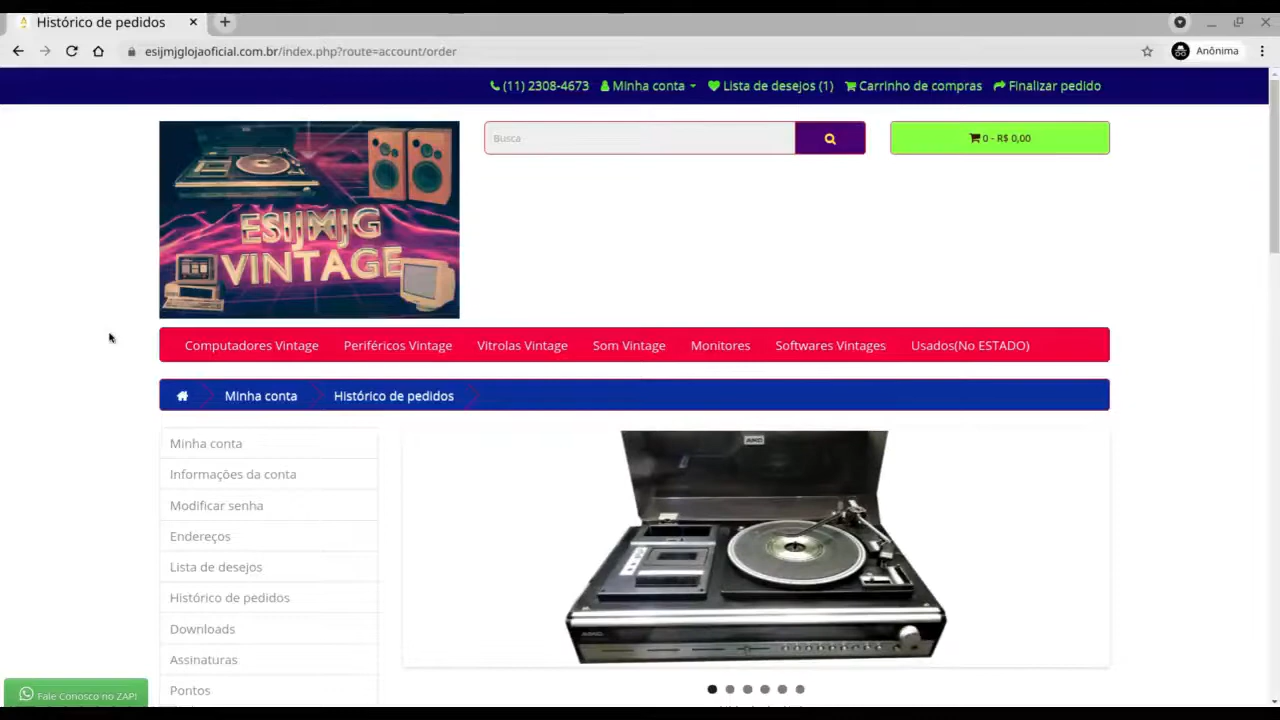 Histórico de pedidos
esijmjglojaoficial.com.br/index.php?route=account/order
Anônima
(11) 2308-4673 Minha conta Lista de desejos (1) Carrinho de compras Finalizar pedido
Busca
0 - R$ 0,00
ESIJMJG
VINTAGE
Computadores Vintage Periféricos Vintage Vitrolas Vintage Som Vintage Monitores Softwares Vintages Usados(No ESTADO)
Minha conta Histórico de pedidos
Minha conta
Informações da conta
Modificar senha
Endereços
Lista de desejos
Histórico de pedidos
Downloads
Assinaturas
Pontos
Fale Conosco no ZAP!